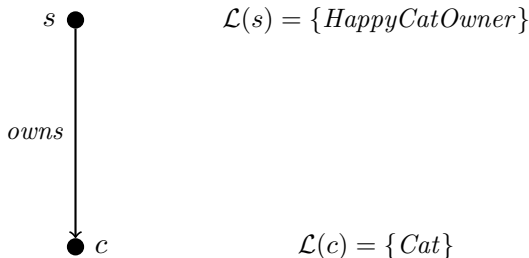 s ℒ(s) = {HappyCatOwner}
owns
c ℒ(c) = {Cat}